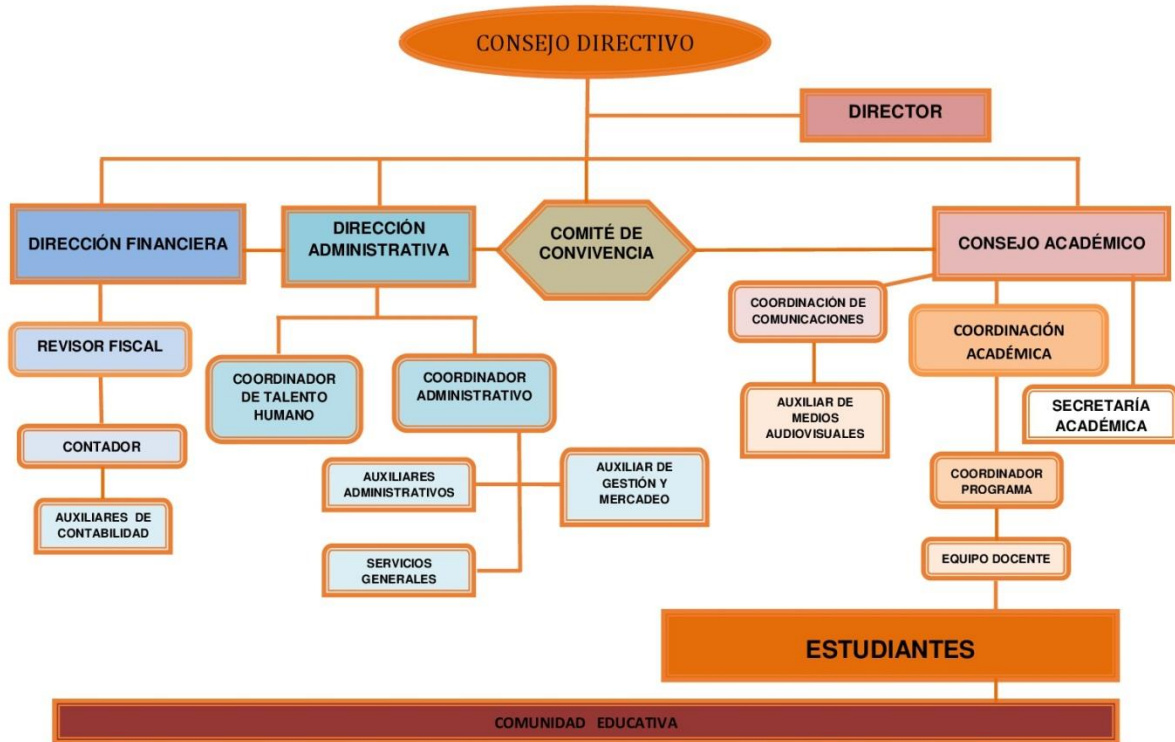 CONSEJO DIRECTIVO
DIRECTOR
DIRECCIÓN FINANCIERA
DIRECCIÓN
ADMINISTRATIVA
COMITÉ DE
CONVIVENCIA
CONSEJO ACADÉMICO
REVISOR FISCAL
CONTADOR
AUXILIARES DE
CONTABILIDAD
COORDINADOR
DE TALENTO
HUMANO
COORDINADOR
ADMINISTRATIVO
AUXILIARES
ADMINISTRATIVOS
AUXILIAR DE
GESTIÓN Y
MERCADEO
SERVICIOS
GENERALES
COORDINACIÓN DE
COMUNICACIONES
AUXILIAR DE
MEDIOS
AUDIOVISUALES
COORDINACIÓN
ACADÉMICA
SECRETARÍA
ACADÉMICA
COORDINADOR
PROGRAMA
EQUIPO DOCENTE
ESTUDIANTES
COMUNIDAD EDUCATIVA